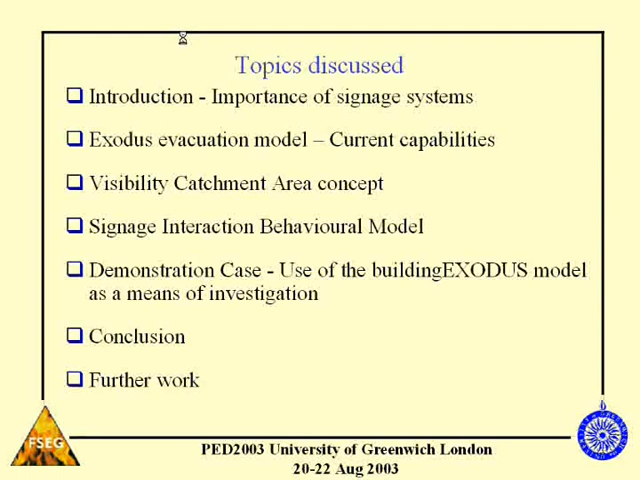 Topics discussed
Introduction - Importance of signage systems
Exodus evacuation model – Current capabilities
Visibility Catchment Area concept
Signage Interaction Behavioural Model
Demonstration Case - Use of the buildingEXODUS model
as a means of investigation
Conclusion
Further work
FSEG
PED2003 University of Greenwich London
20-22 Aug 2003